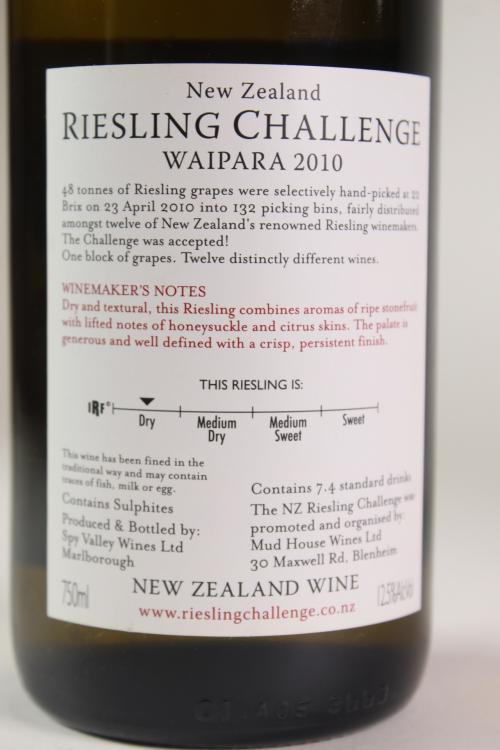 New Zealand
RIESLING CHALLENGE
WAIPARA 2010
48 tonnes of Riesling grapes were selectively hand-picked at 22
Brix on 23 April 2010 into 132 picking bins, fairly distributed
amongst twelve of New Zealand's renowned Riesling winemakers.
The Challenge was accepted!
One block of grapes. Twelve distinctly different wines.
WINEMAKER'S NOTES
Dry and textural, this Riesling combines aromas of ripe stonefruit
with lifted notes of honeysuckle and citrus skins. The palate is
generous and well defined with a crisp, persistent finish.
THIS RIESLING IS:
IRF
Dry Medium Dry Medium Sweet Sweet
This wine has been fined in the
traditional way and may contain
traces of fish, milk or egg.
Contains Sulphites
Produced & Bottled by:
Spy Valley Wines Ltd
Marlborough
Contains 7.4 standard drinks
The NZ Riesling Challenge was
promoted and organised by:
Mud House Wines Ltd
30 Maxwell Rd, Blenheim
750ml NEW ZEALAND WINE 12.5%Alc/Vol
www.rieslingchallenge.co.nz